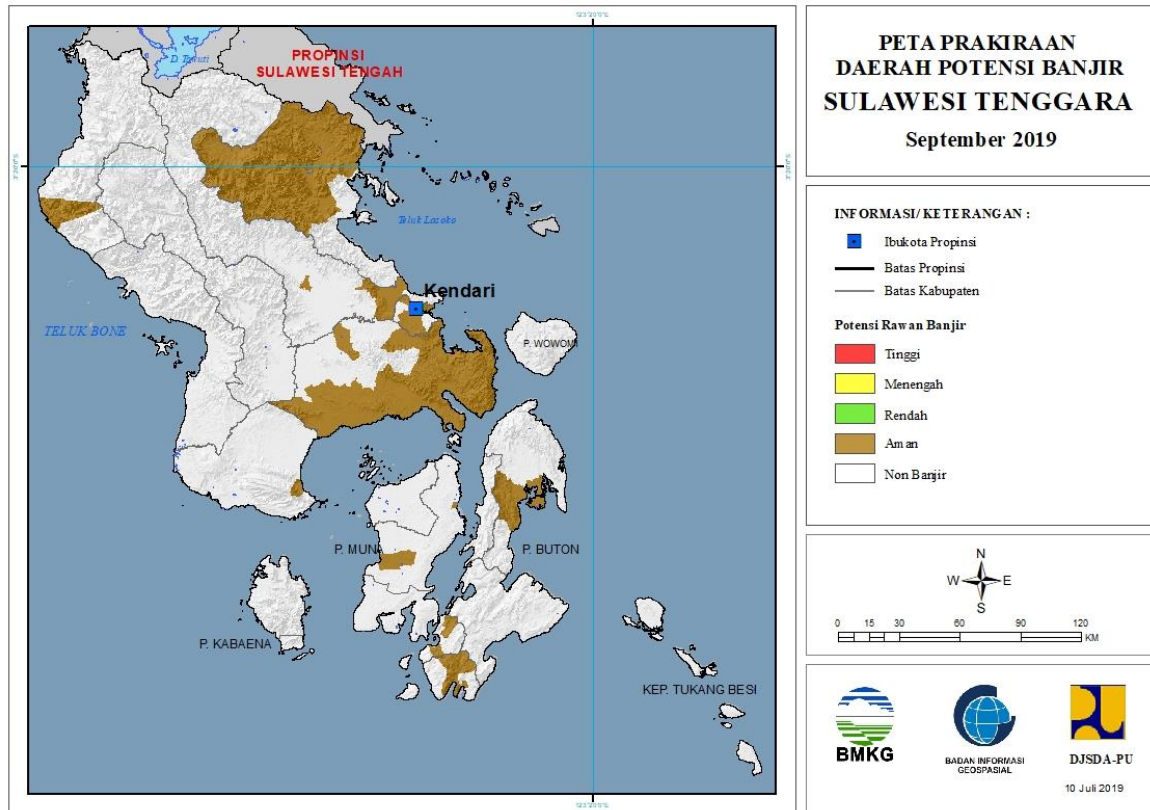 PETA PRAKIRAAN
DAERAH POTENSI BANJIR
SULAWESI TENGGARA
September 2019
INFORMASI/ KETERANGAN :
Ibukota Propinsi
Batas Propinsi
Batas Kabupaten
Potensi Rawan Banjir
Tinggi
Menengah
Rendah
Aman
Non Banjir
N
W E
S
0 15 30 60 90 120
KM
BMKG
BADAN INFORMASI
GEOSPASIAL
DJSDA-PU
10 Juli 2019
PROPINSI
SULAWESI TENGAH
Teluk Lasolo
Kendari
TELUK BONE
P. WOWONI
P. MUNA
P. BUTON
P. KABAENA
KEP. TUKANG BESI